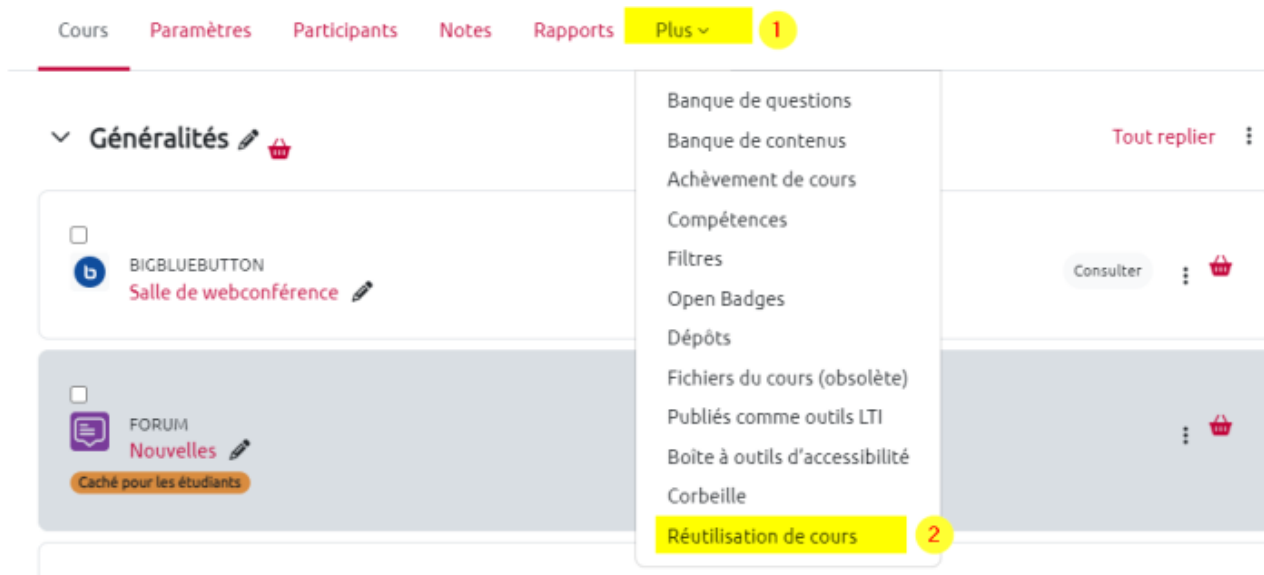 Cours Paramètres Participants Notes Rapports Plus 1
Banque de questions
Généralités
Tout replier
Banque de contenus
Achèvement de cours
Compétences
BIGBLUEBUTTON
Salle de webconférence
Filtres
Consulter
Open Badges
Dépôts
Fichiers du cours (obsolète)
FORUM
Nouvelles
Caché pour les étudiants
Publiés comme outils LTI
Boîte à outils d'accessibilité
Corbeille
Réutilisation de cours 2